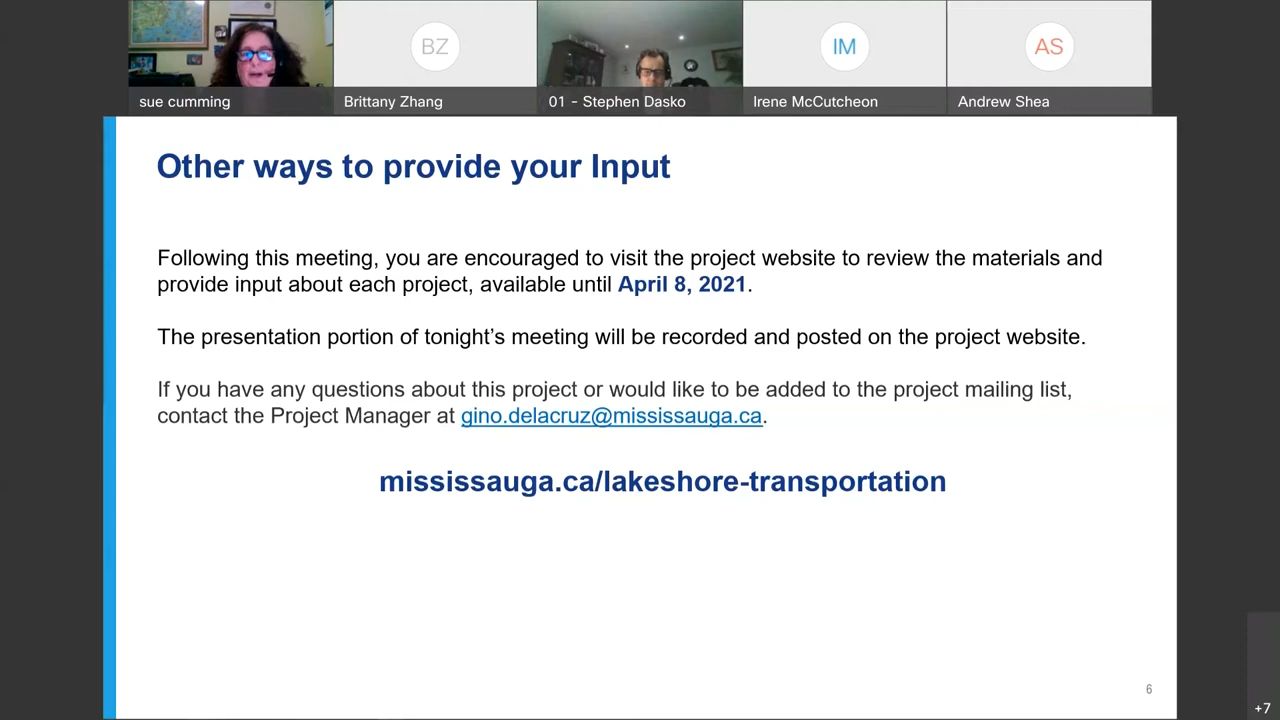 BZ
IM
AS
sue cumming
Brittany Zhang
01 - Stephen Dasko
Irene McCutcheon
Andrew Shea
Other ways to provide your Input
Following this meeting, you are encouraged to visit the project website to review the materials and
provide input about each project, available until April 8, 2021.
The presentation portion of tonight’s meeting will be recorded and posted on the project website.
If you have any questions about this project or would like to be added to the project mailing list,
contact the Project Manager at gino.delacruz@mississauga.ca.
mississauga.ca/lakeshore-transportation
6
+7